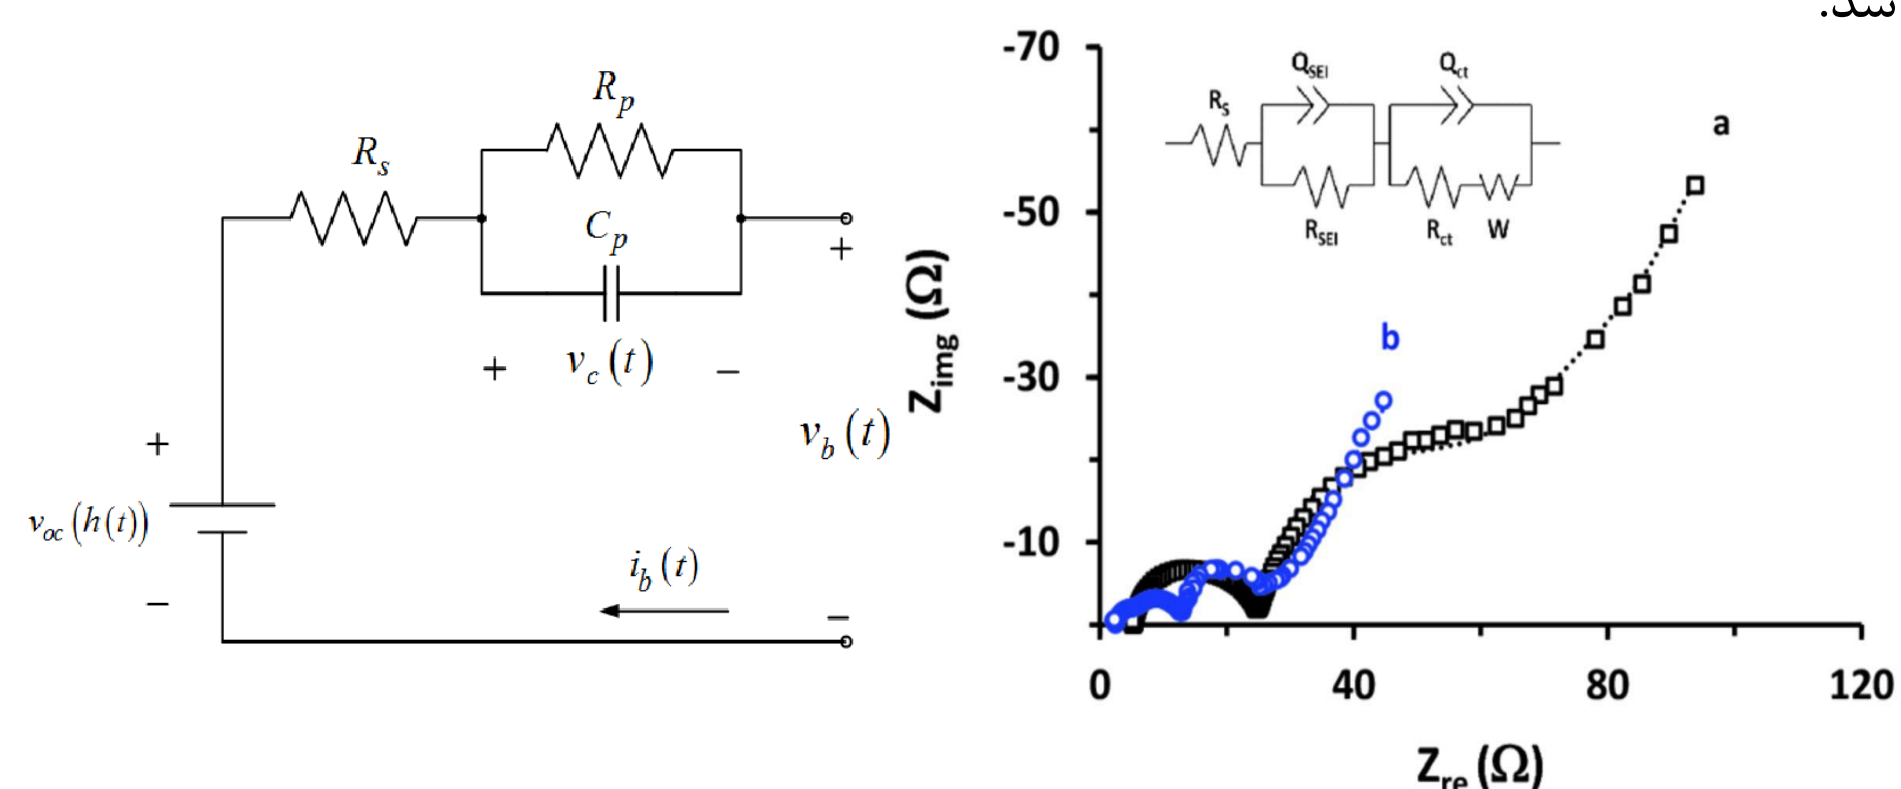 شد.
R_p
R_s
C_p
+ v_c(t) −
+
v_b(t)
+
v_oc(h(t))
−
i_b(t)
−
-70
-50
-30
-10
Z_img (Ω)
Q_SEI
Q_ct
R_s
R_SEI
R_ct
W
a
b
0 40 80 120
Z_re (Ω)